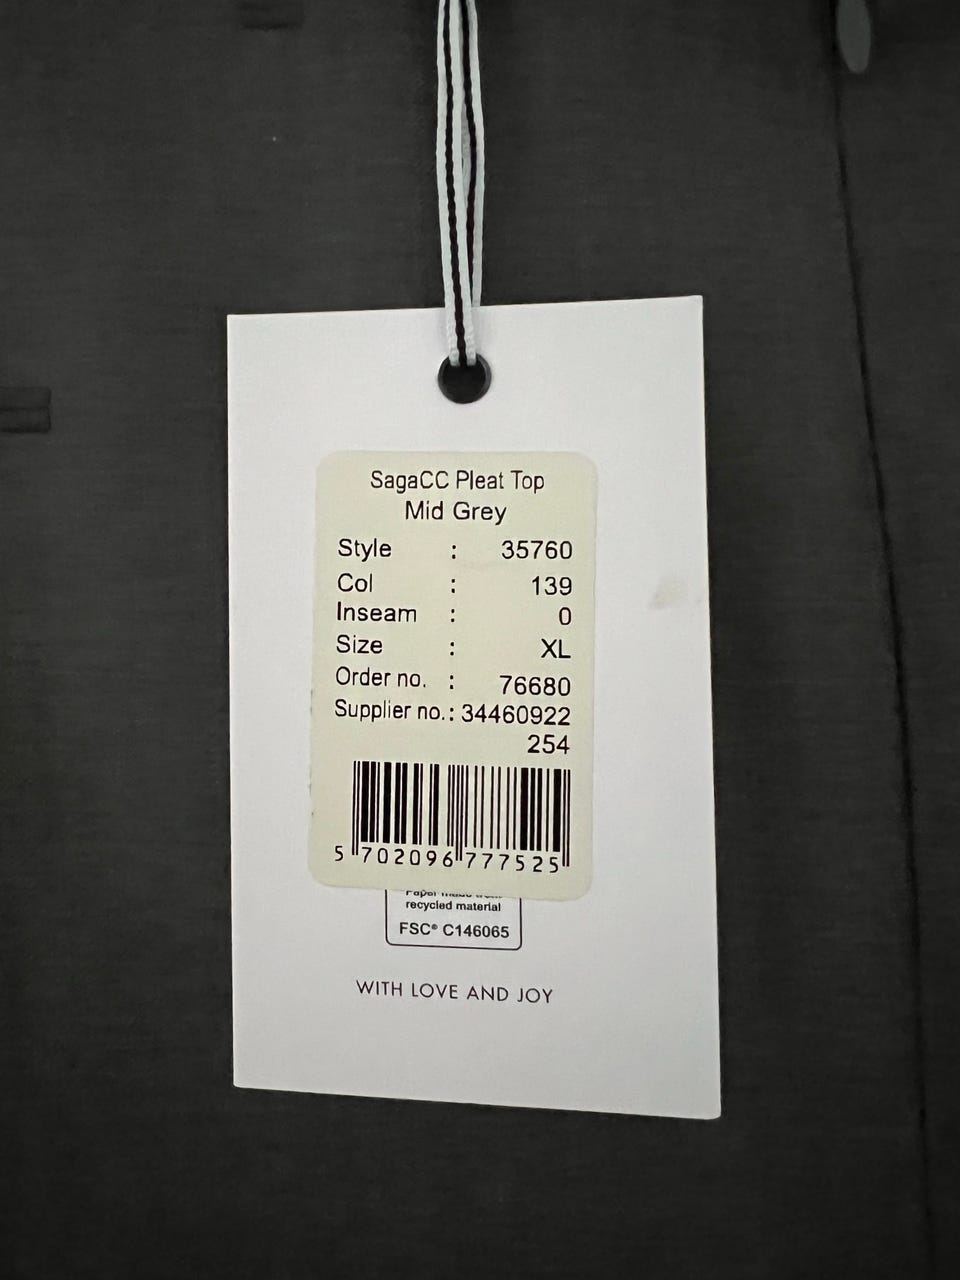 SagaCC Pleat Top
Mid Grey
Style : 35760
Col : 139
Inseam : 0
Size : XL
Order no. : 76680
Supplier no.: 34460922
254
5 702096 777525
recycled material
FSC® C146065
WITH LOVE AND JOY